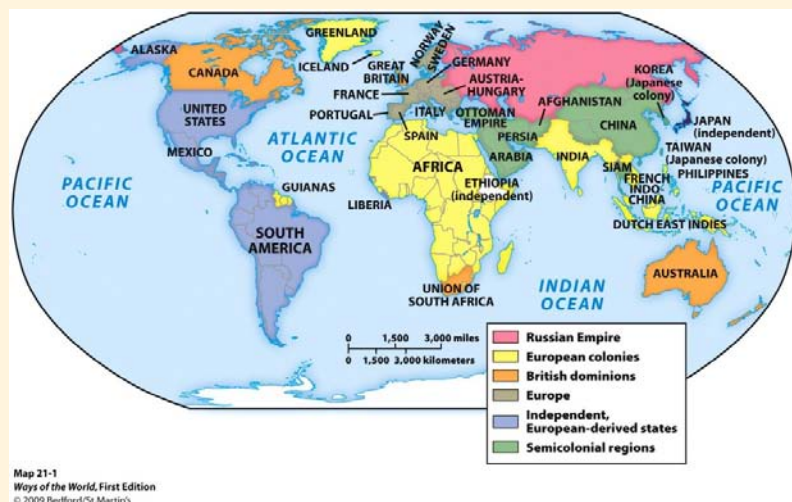 GREENLAND
ALASKA
ICELAND
NORWAY
SWEDEN
CANADA
GREAT
BRITAIN
GERMANY
AUSTRIA-
HUNGARY
KOREA
(Japanese
colony)
FRANCE
UNITED
STATES
PORTUGAL
ITALY
OTTOMAN
EMPIRE
AFGHANISTAN
JAPAN
(independent)
ATLANTIC
OCEAN
SPAIN
PERSIA
CHINA
MEXICO
ARABIA
INDIA
TAIWAN
(Japanese colony)
AFRICA
SIAM
PHILIPPINES
PACIFIC
OCEAN
GUIANAS
LIBERIA
ETHIOPIA
(independent)
FRENCH
INDO-
CHINA
PACIFIC
OCEAN
SOUTH
AMERICA
DUTCH EAST INDIES
INDIAN
OCEAN
AUSTRALIA
UNION OF
SOUTH AFRICA
0 1,500 3,000 miles
0 1,500 3,000 kilometers
Russian Empire
European colonies
British dominions
Europe
Independent,
European-derived states
Semicolonial regions
Map 21-1
Ways of the World, First Edition
© 2009 Bedford/St.Martin's